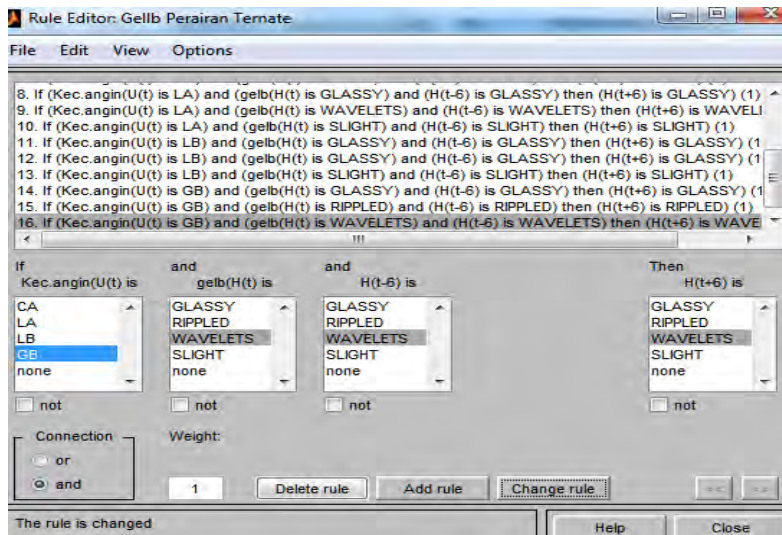 Rule Editor: Gellb Perairan Ternate
File Edit View Options
8. If (Kec.angin(U(t) is LA) and (gelb(H(t) is GLASSY) and (H(t-6) is GLASSY) then (H(t+6) is GLASSY) (1)
9. If (Kec.angin(U(t) is LA) and (gelb(H(t) is WAVELETS) and (H(t-6) is WAVELETS) then (H(t+6) is WAVELI
10. If (Kec.angin(U(t) is LA) and (gelb(H(t) is SLIGHT) and (H(t-6) is SLIGHT) then (H(t+6) is SLIGHT) (1)
11. If (Kec.angin(U(t) is LB) and (gelb(H(t) is GLASSY) and (H(t-6) is GLASSY) then (H(t+6) is GLASSY) (1
12. If (Kec.angin(U(t) is LB) and (gelb(H(t) is GLASSY) and (H(t-6) is GLASSY) then (H(t+6) is GLASSY) (1
13. If (Kec.angin(U(t) is LB) and (gelb(H(t) is SLIGHT) and (H(t-6) is SLIGHT) then (H(t+6) is SLIGHT) (1)
14. If (Kec.angin(U(t) is GB) and (gelb(H(t) is GLASSY) and (H(t-6) is GLASSY) then (H(t+6) is GLASSY) (1
15. If (Kec.angin(U(t) is GB) and (gelb(H(t) is RIPPLED) and (H(t-6) is RIPPLED) then (H(t+6) is RIPPLED) (1)
16. If (Kec.angin(U(t) is GB) and (gelb(H(t) is WAVELETS) and (H(t-6) is WAVELETS) then (H(t+6) is WAVE
If and and Then
Kec.angin(U(t) is gelb(H(t) is H(t-6) is H(t+6) is
CA GLASSY GLASSY GLASSY
LA RIPPLED RIPPLED RIPPLED
LB WAVELETS WAVELETS WAVELETS
GB SLIGHT SLIGHT SLIGHT
none none none none
not not not not
Connection Weight:
or
and 1 Delete rule Add rule Change rule << >>
The rule is changed Help Close